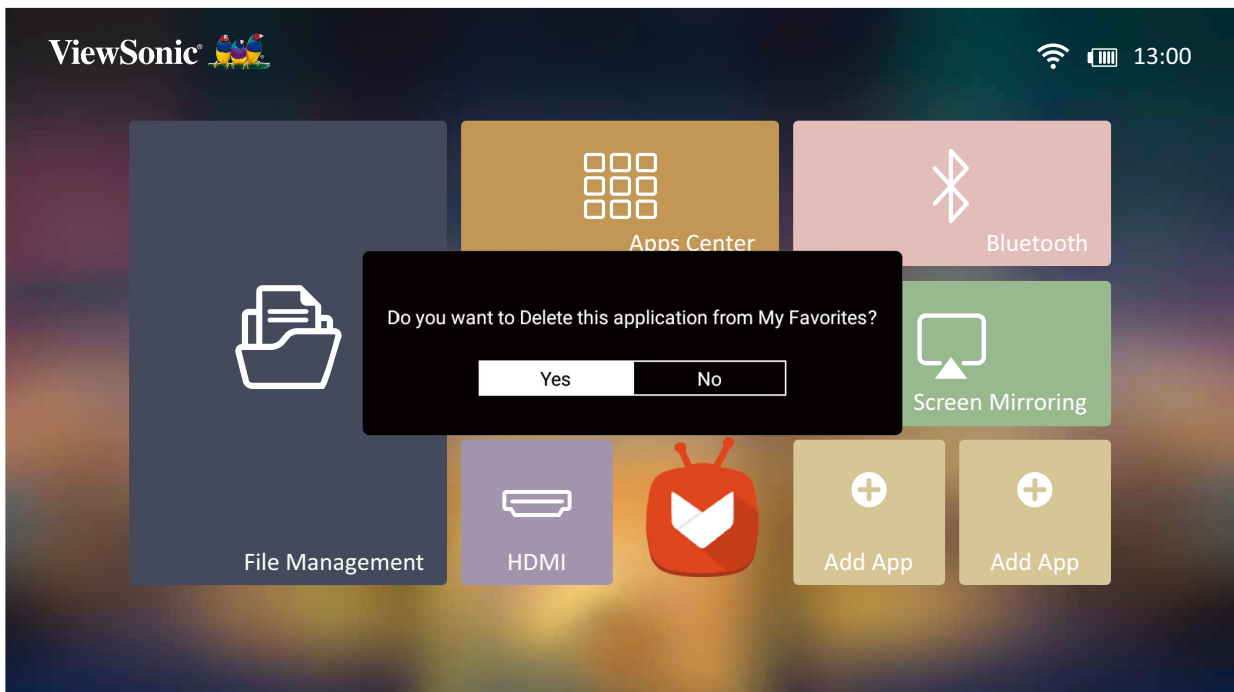 ViewSonic®
13:00
Apps Center
Bluetooth
Do you want to Delete this application from My Favorites?
Yes
No
Screen Mirroring
File Management
HDMI
Add App
Add App